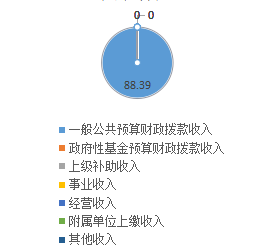 0 0
88.39
一般公共预算财政拨款收入
政府性基金预算财政拨款收入
上级补助收入
事业收入
经营收入
附属单位上缴收入
其他收入